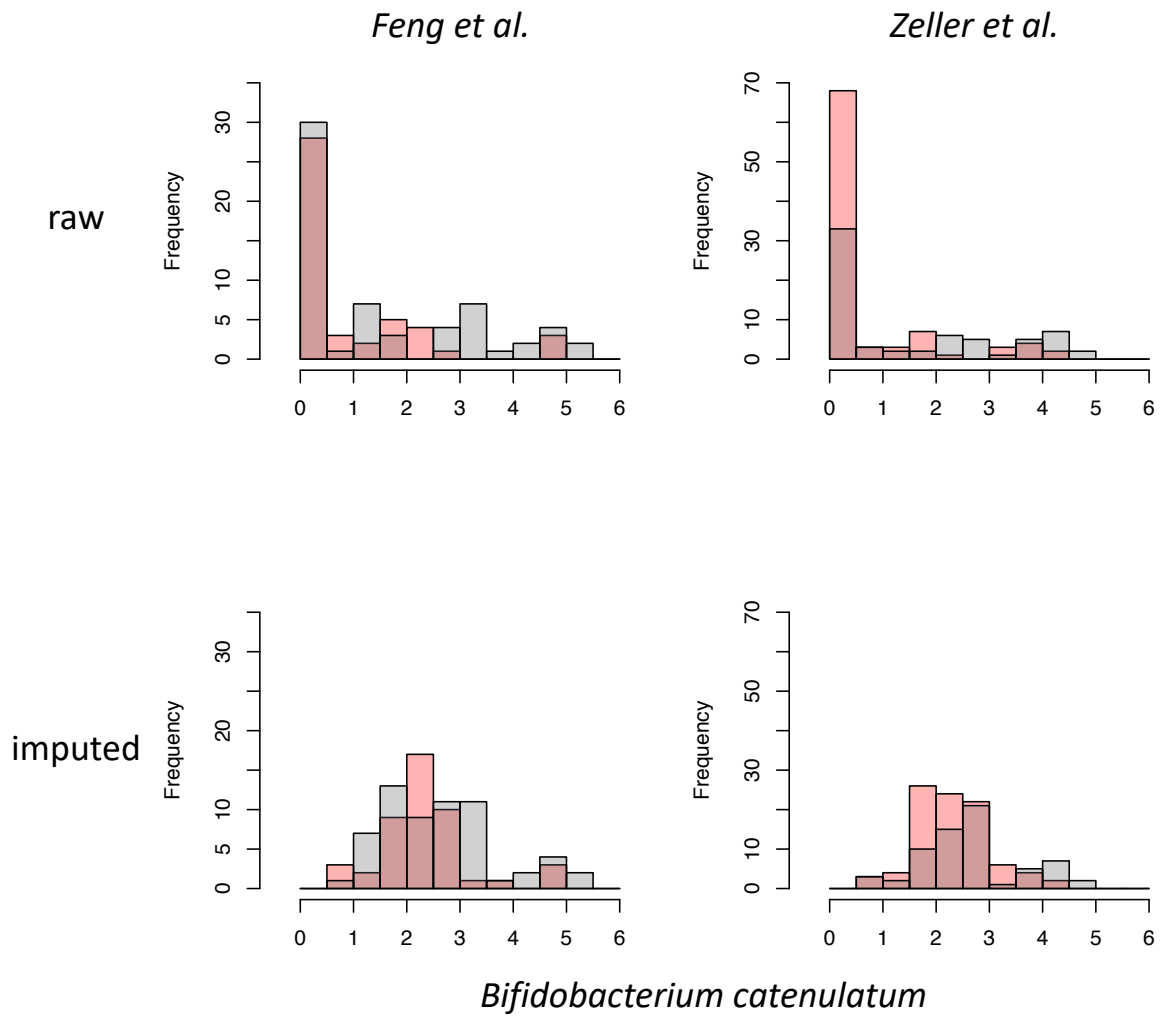 Feng et al. Zeller et al.
raw
Frequency
0 5 10 20 30
0 1 2 3 4 5 6
Frequency
0 10 30 50 70
0 1 2 3 4 5 6
imputed
Frequency
0 5 10 20 30
0 1 2 3 4 5 6
Frequency
0 10 30 50 70
0 1 2 3 4 5 6
Bifidobacterium catenulatum